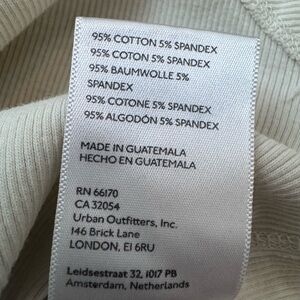 95% COTTON 5% SPANDEX
95% COTON 5% SPANDEX
95% BAUMWOLLE 5%
SPANDEX
95% COTONE 5% SPANDEX
95% ALGODÓN 5% SPANDEX
MADE IN GUATEMALA
HECHO EN GUATEMALA
RN 66170
CA 32054
Urban Outfitters, Inc.
146 Brick Lane
LONDON, E1 6RU
Leidsestraat 32, 1017 PB
Amsterdam, Netherlands